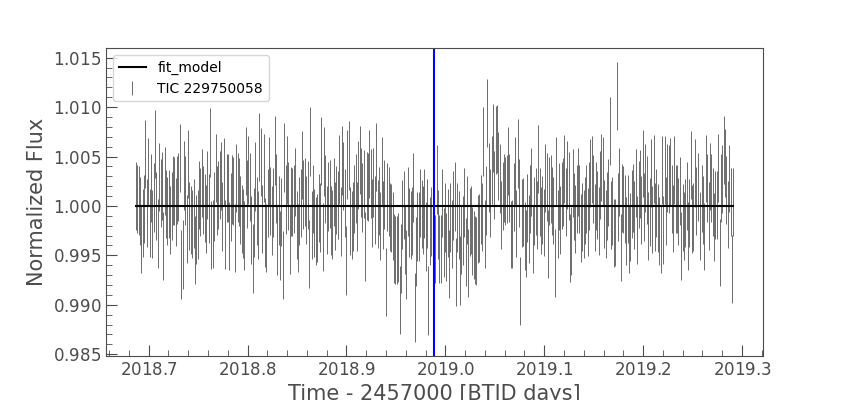 1.015
1.010
1.005
1.000
0.995
0.990
0.985
Normalized Flux
fit_model
TIC 229750058
2018.7 2018.8 2018.9 2019.0 2019.1 2019.2 2019.3
Time - 2457000 [BTJD days]